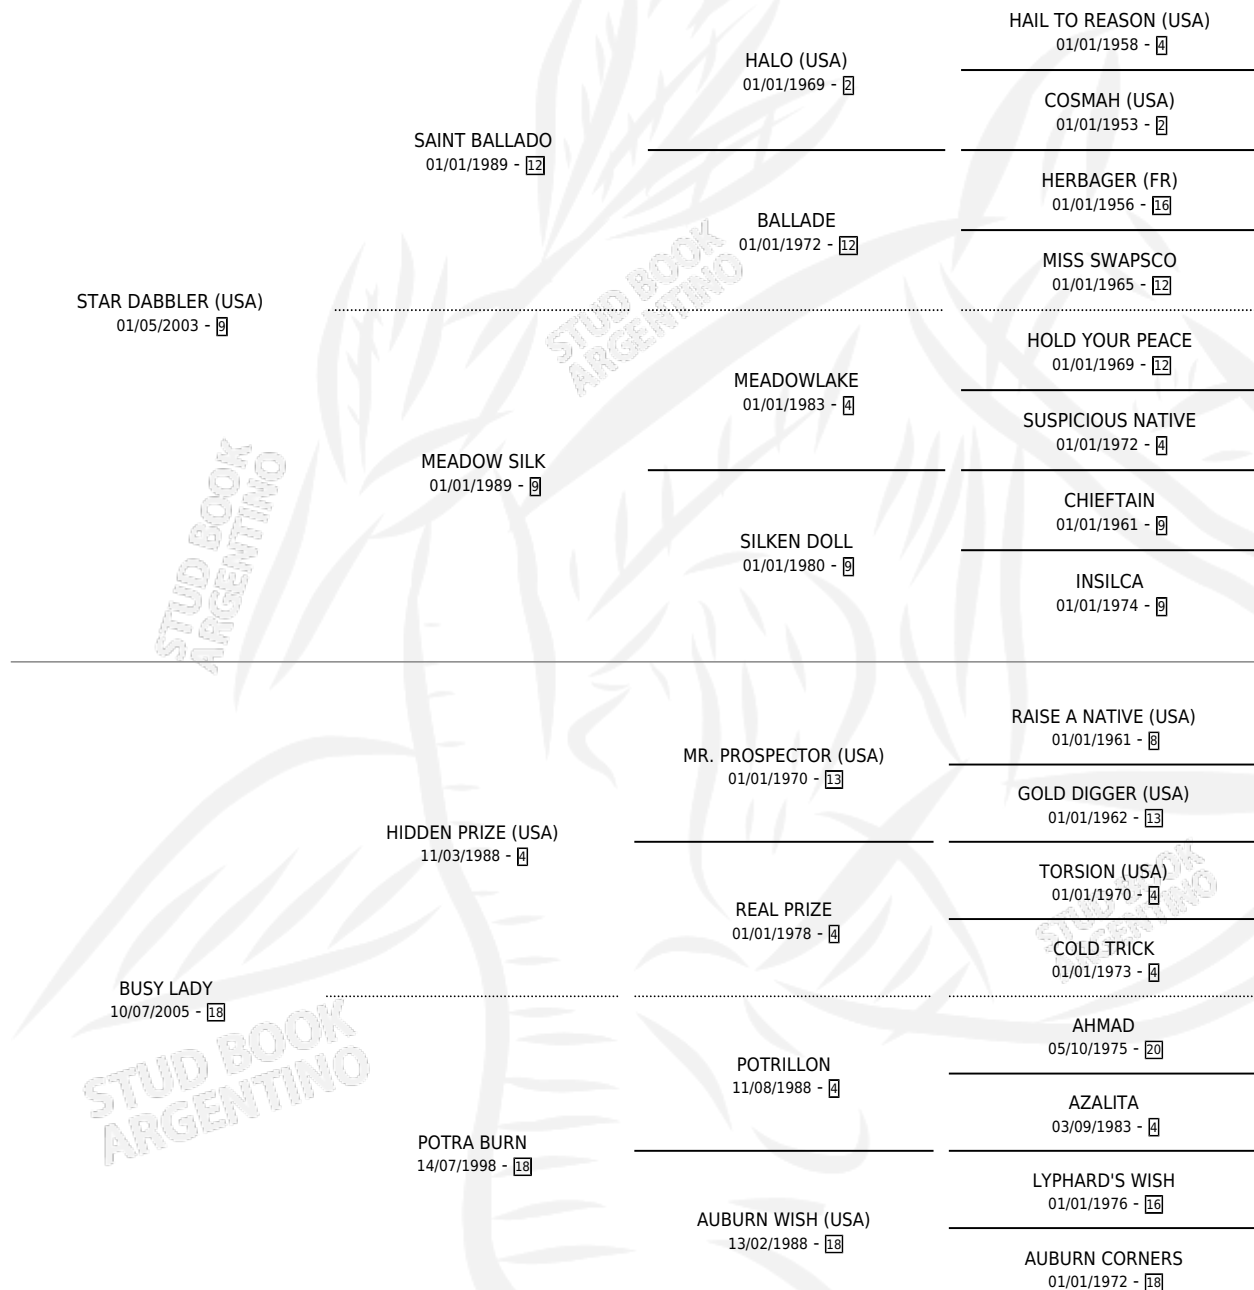 HAIL TO REASON (USA)
01/01/1958 - 4
HALO (USA)
01/01/1969 - 2
COSMAH (USA)
01/01/1953 - 2
SAINT BALLADO
01/01/1989 - 12
HERBAGER (FR)
01/01/1956 - 16
BALLADE
01/01/1972 - 12
MISS SWAPSCO
01/01/1965 - 12
STAR DABBLER (USA)
01/05/2003 - 9
HOLD YOUR PEACE
01/01/1969 - 12
MEADOWLAKE
01/01/1983 - 4
SUSPICIOUS NATIVE
01/01/1972 - 4
MEADOW SILK
01/01/1989 - 9
CHIEFTAIN
01/01/1961 - 9
SILKEN DOLL
01/01/1980 - 9
INSILCA
01/01/1974 - 9
STUD BOOK
ARGENTINO
STUD BOOK
ARGENTINO
RAISE A NATIVE (USA)
01/01/1961 - 8
MR. PROSPECTOR (USA)
01/01/1970 - 13
GOLD DIGGER (USA)
01/01/1962 - 13
HIDDEN PRIZE (USA)
11/03/1988 - 4
TORSION (USA)
01/01/1970 - 4
REAL PRIZE
01/01/1978 - 4
COLD TRICK
01/01/1973 - 4
BUSY LADY
10/07/2005 - 18
AHMAD
05/10/1975 - 20
POTRILLON
11/08/1988 - 4
AZALITA
03/09/1983 - 4
POTRA BURN
14/07/1998 - 18
LYPHARD'S WISH
01/01/1976 - 16
AUBURN WISH (USA)
13/02/1988 - 18
AUBURN CORNERS
01/01/1972 - 18
STUD BOOK
ARGENTINO
STUD BOOK
ARGENTINO